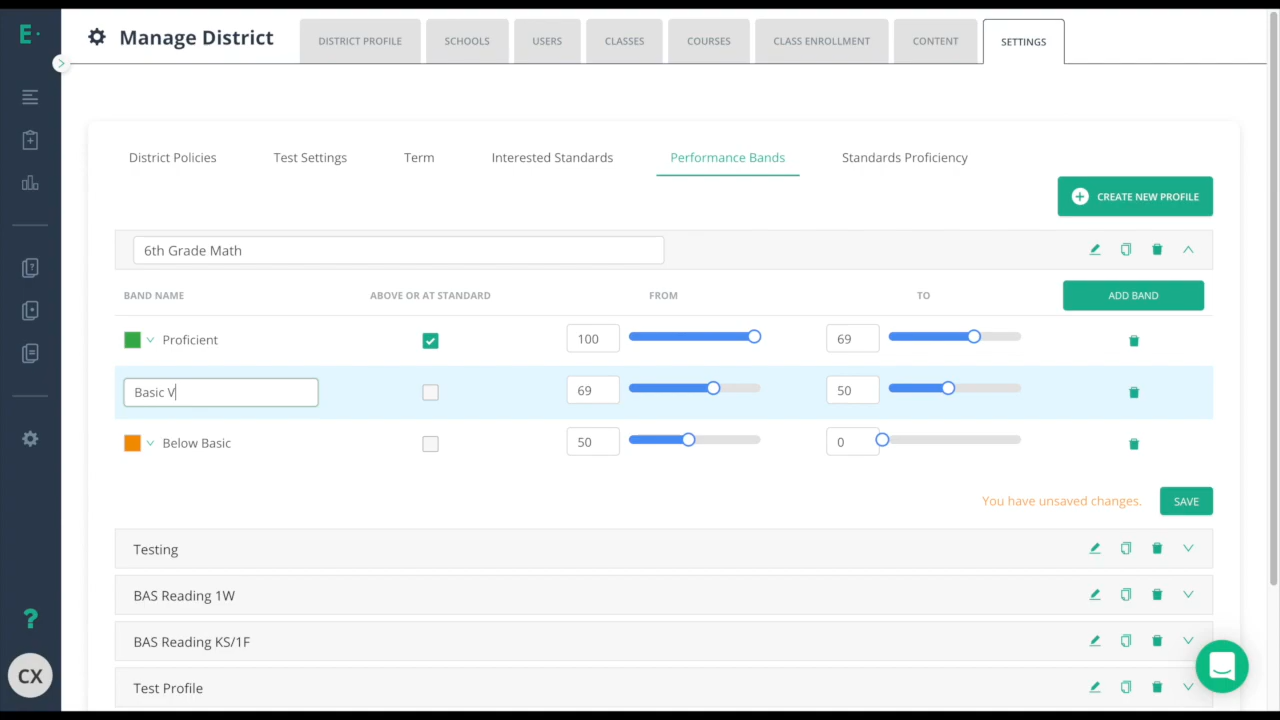 E·
Manage District
DISTRICT PROFILE
SCHOOLS
USERS
CLASSES
COURSES
CLASS ENROLLMENT
CONTENT
SETTINGS
District Policies
Test Settings
Term
Interested Standards
Performance Bands
Standards Proficiency
CREATE NEW PROFILE
6th Grade Math
BAND NAME
ABOVE OR AT STANDARD
FROM
TO
ADD BAND
Proficient
100
69
Basic V
69
50
Below Basic
50
0
You have unsaved changes.
SAVE
Testing
BAS Reading 1W
BAS Reading KS/1F
Test Profile
?
CX